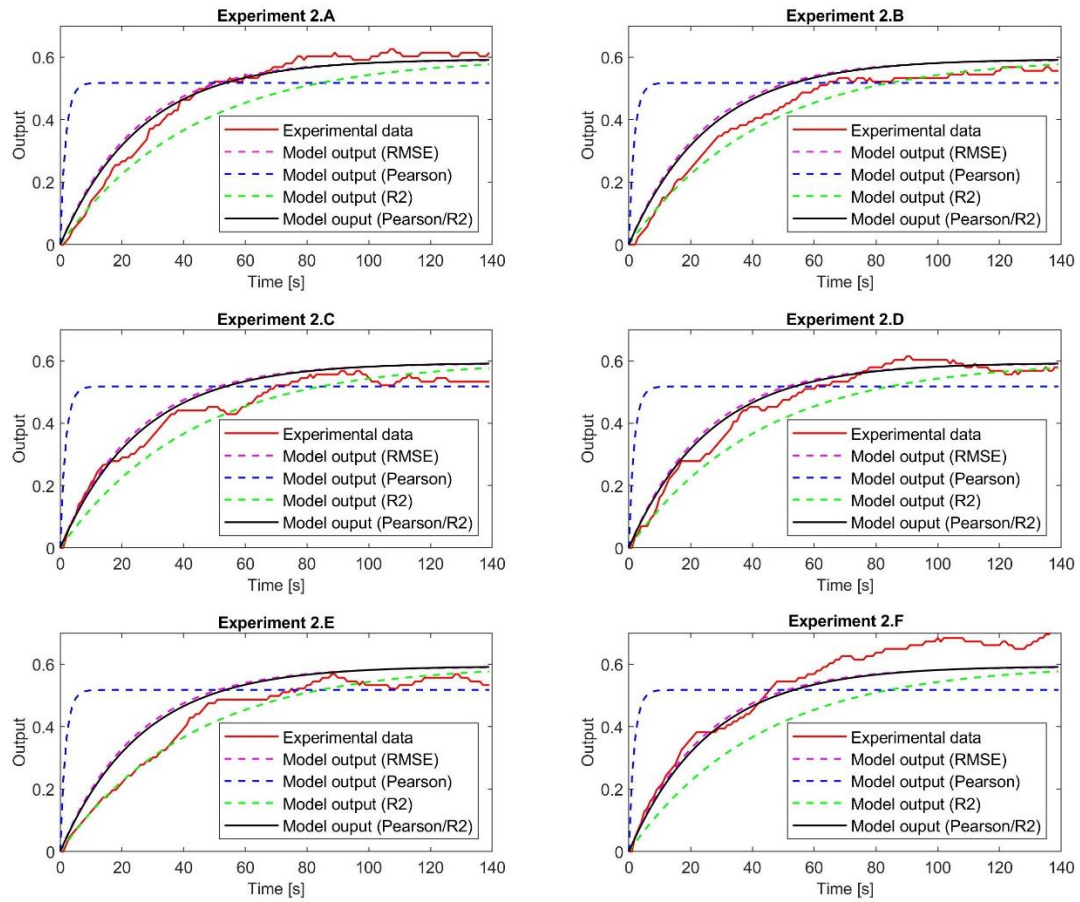 Experiment 2.A
Output
0.6
0.4
0.2
0
Experimental data
Model output (RMSE)
Model output (Pearson)
Model output (R2)
Model ouput (Pearson/R2)
0 20 40 60 80 100 120 140
Time [s]
Experiment 2.B
Output
0.6
0.4
0.2
0
Experimental data
Model output (RMSE)
Model output (Pearson)
Model output (R2)
Model ouput (Pearson/R2)
0 20 40 60 80 100 120 140
Time [s]
Experiment 2.C
Output
0.6
0.4
0.2
0
Experimental data
Model output (RMSE)
Model output (Pearson)
Model output (R2)
Model ouput (Pearson/R2)
0 20 40 60 80 100 120 140
Time [s]
Experiment 2.D
Output
0.6
0.4
0.2
0
Experimental data
Model output (RMSE)
Model output (Pearson)
Model output (R2)
Model ouput (Pearson/R2)
0 20 40 60 80 100 120 140
Time [s]
Experiment 2.E
Output
0.6
0.4
0.2
0
Experimental data
Model output (RMSE)
Model output (Pearson)
Model output (R2)
Model ouput (Pearson/R2)
0 20 40 60 80 100 120 140
Time [s]
Experiment 2.F
Output
0.6
0.4
0.2
0
Experimental data
Model output (RMSE)
Model output (Pearson)
Model output (R2)
Model ouput (Pearson/R2)
0 20 40 60 80 100 120 140
Time [s]